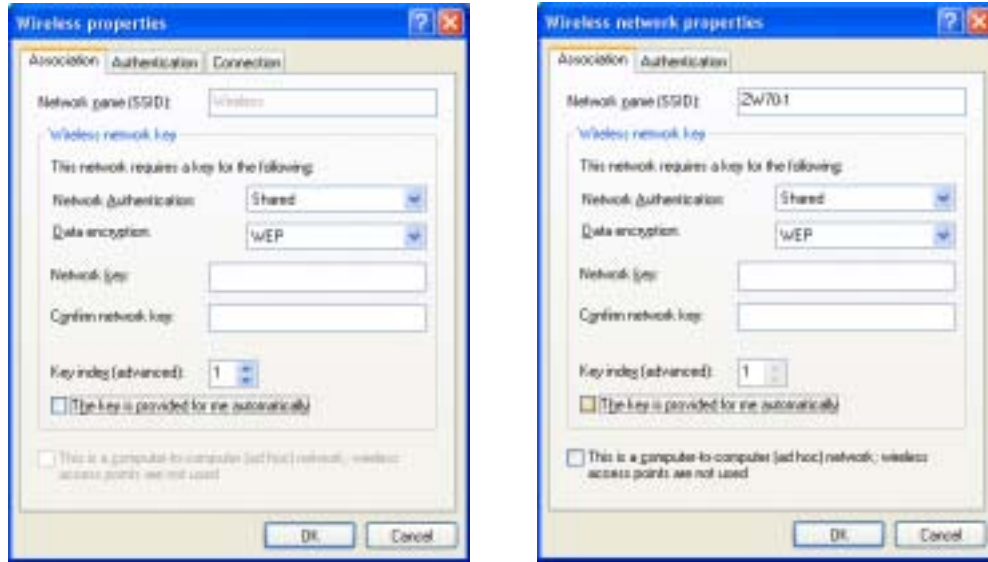 Wireless properties
Association Authentication Connection
Network name (SSID): Wireless
Wireless network key
This network requires a key for the following:
Network Authentication: Shared
Data encryption: WEP
Network key:
Confirm network key:
Key index (advanced): 1
The key is provided for me automatically
This is a computer-to-computer (ad hoc) network; wireless
access points are not used
OK Cancel
Wireless network properties
Association Authentication
Network name (SSID):
Wireless network key
This network requires a key for the following:
Network Authentication: Shared
Data encryption: WEP
Network key:
Confirm network key:
Key index (advanced): 1
The key is provided for me automatically
This is a computer-to-computer (ad hoc) network; wireless
access points are not used
OK Cancel